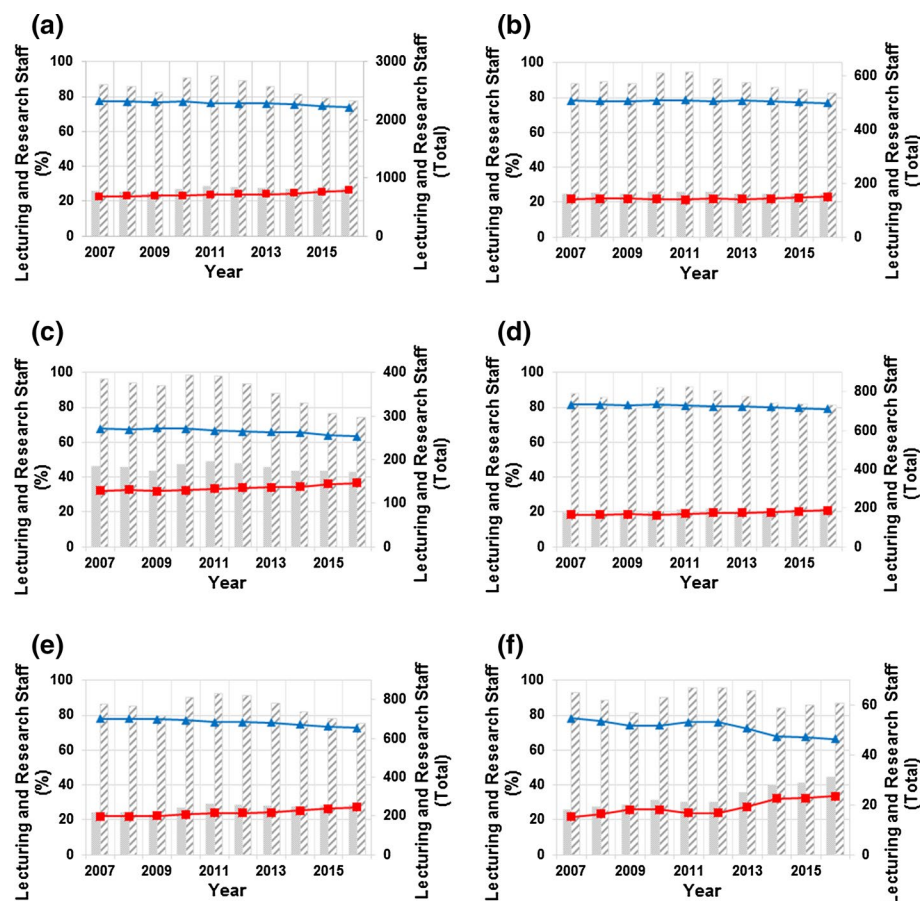 (a)
Lecturing and Research Staff
(%)
100
80
60
40
20
0
3000
2000
1000
0
Lecturing and Research Staff
(Total)
2007 2009 2011 2013 2015
Year
(b)
Lecturing and Research Staff
(%)
100
80
60
40
20
0
600
400
200
0
Lecturing and Research Staff
(Total)
2007 2009 2011 2013 2015
Year
(c)
Lecturing and Research Staff
(%)
100
80
60
40
20
0
400
300
200
100
0
Lecturing and Research Staff
(Total)
2007 2009 2011 2013 2015
Year
(d)
Lecturing and Research Staff
(%)
100
80
60
40
20
0
800
600
400
200
0
Lecturing and Research Staff
(Total)
2007 2009 2011 2013 2015
Year
(e)
Lecturing and Research Staff
(%)
100
80
60
40
20
0
800
600
400
200
0
Lecturing and Research Staff
(Total)
2007 2009 2011 2013 2015
Year
(f)
Lecturing and Research Staff
(%)
100
80
60
40
20
0
60
40
20
0
Lecturing and Research Staff
(Total)
2007 2009 2011 2013 2015
Year